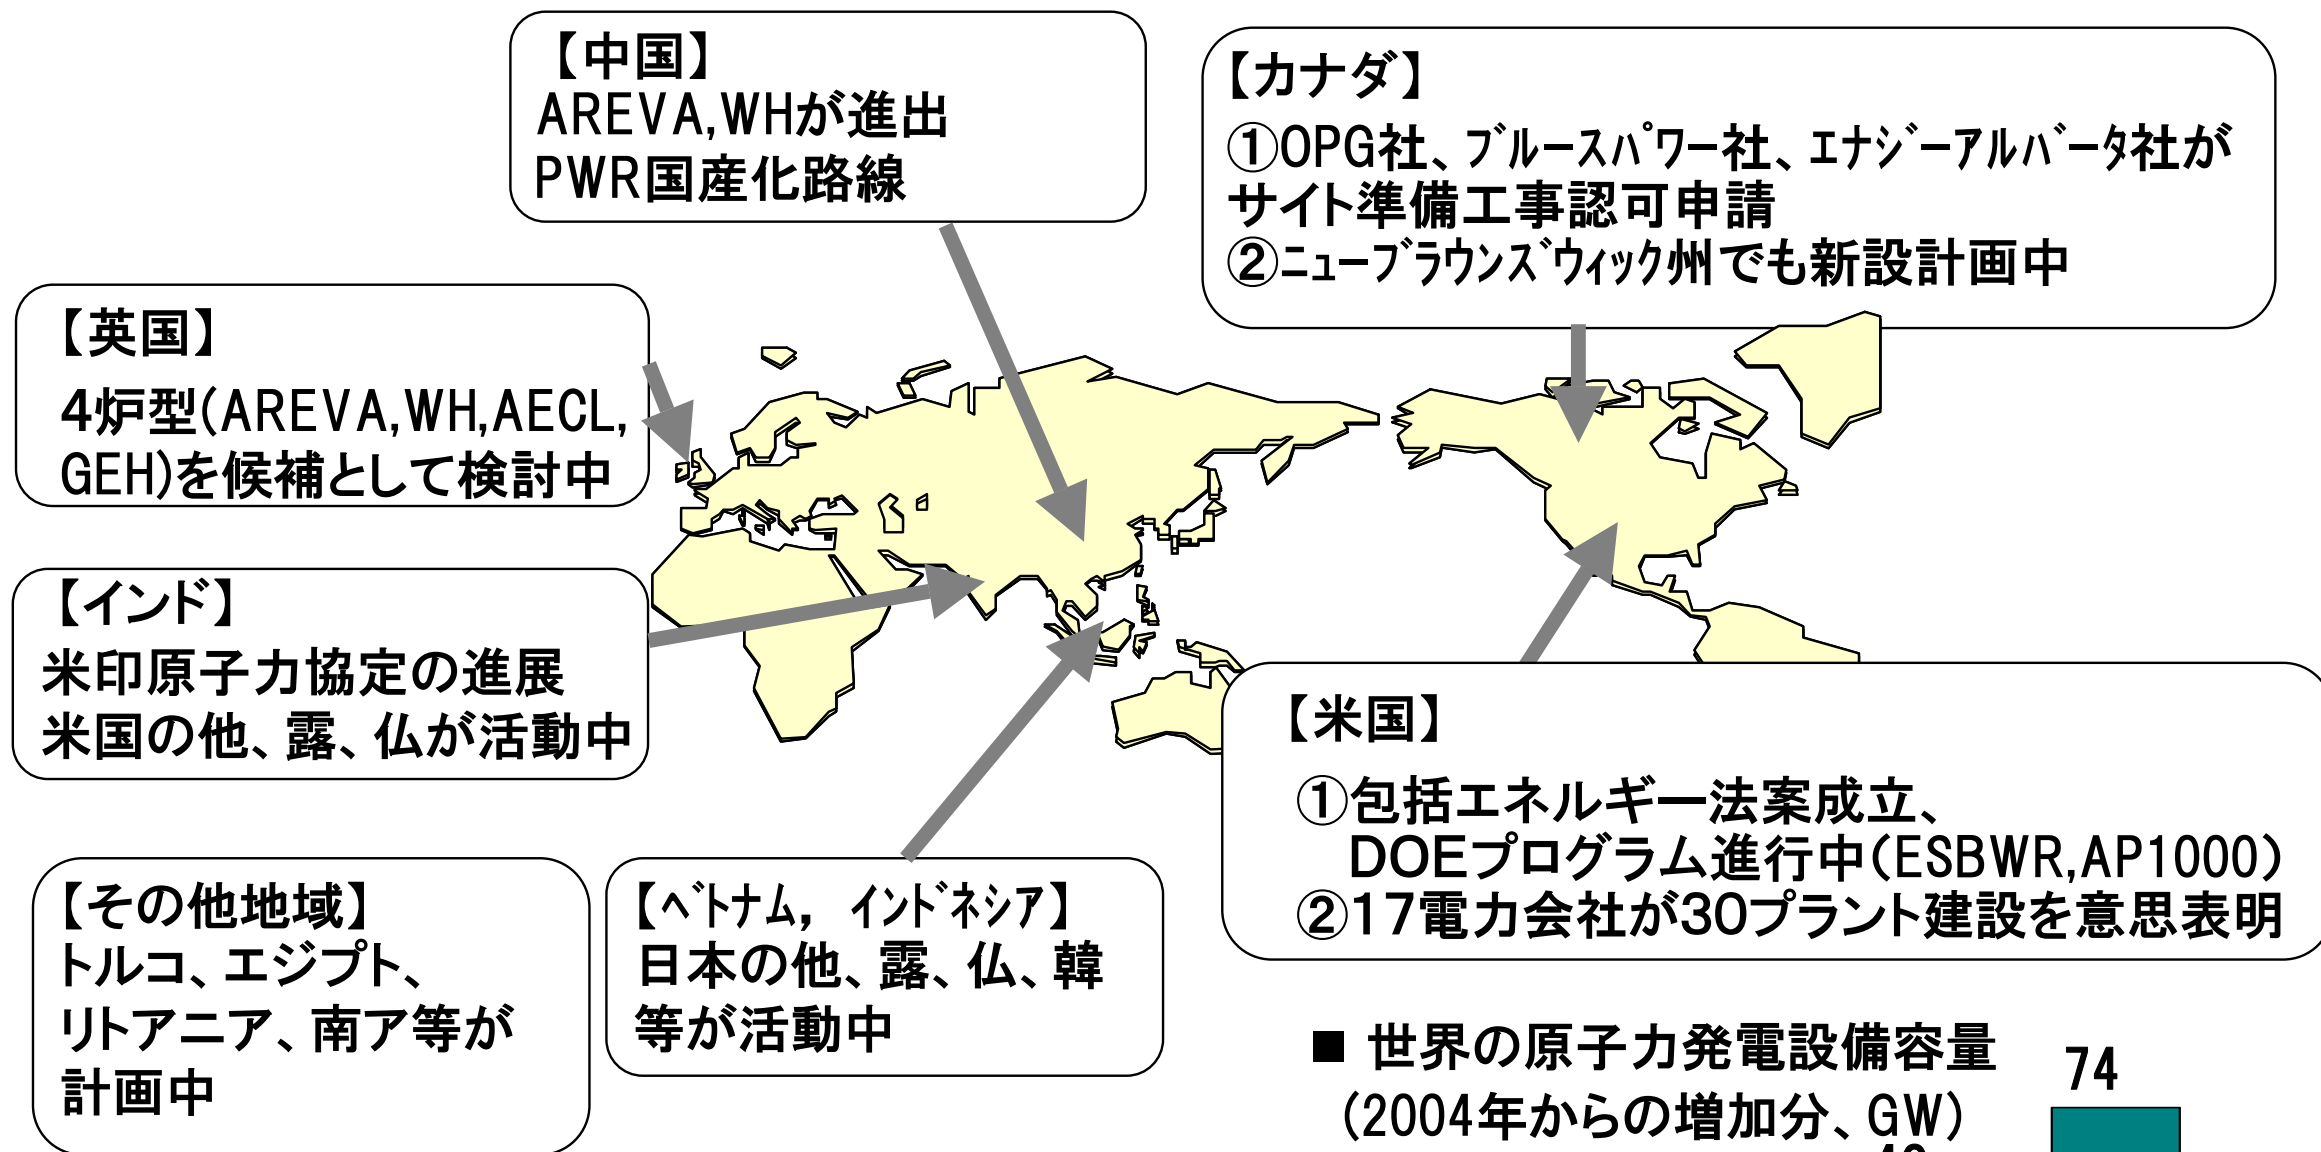 【中国】
AREVA,WHが進出
PWR国産化路線
【カナダ】
①OPG社、ﾌﾞﾙｰｽﾊﾟﾜｰ社、ｴﾅｼﾞｰｱﾙﾊﾞｰﾀ社が
サイト準備工事認可申請
②ﾆｭｰﾌﾞﾗｳﾝｽﾞｳｨｯｸ州でも新設計画中
【英国】
4炉型(AREVA,WH,AECL,
GEH)を候補として検討中
【インド】
米印原子力協定の進展
米国の他、露、仏が活動中
【米国】
①包括エネルギー法案成立、
DOEプログラム進行中(ESBWR,AP1000)
②17電力会社が30プラント建設を意思表明
【その他地域】
トルコ、エジプト、
リトアニア、南ア等が
計画中
【ﾍﾞﾄﾅﾑ, ｲﾝﾄﾞﾈｼｱ】
日本の他、露、仏、韓
等が活動中
■ 世界の原子力発電設備容量
(2004年からの増加分、GW)
74